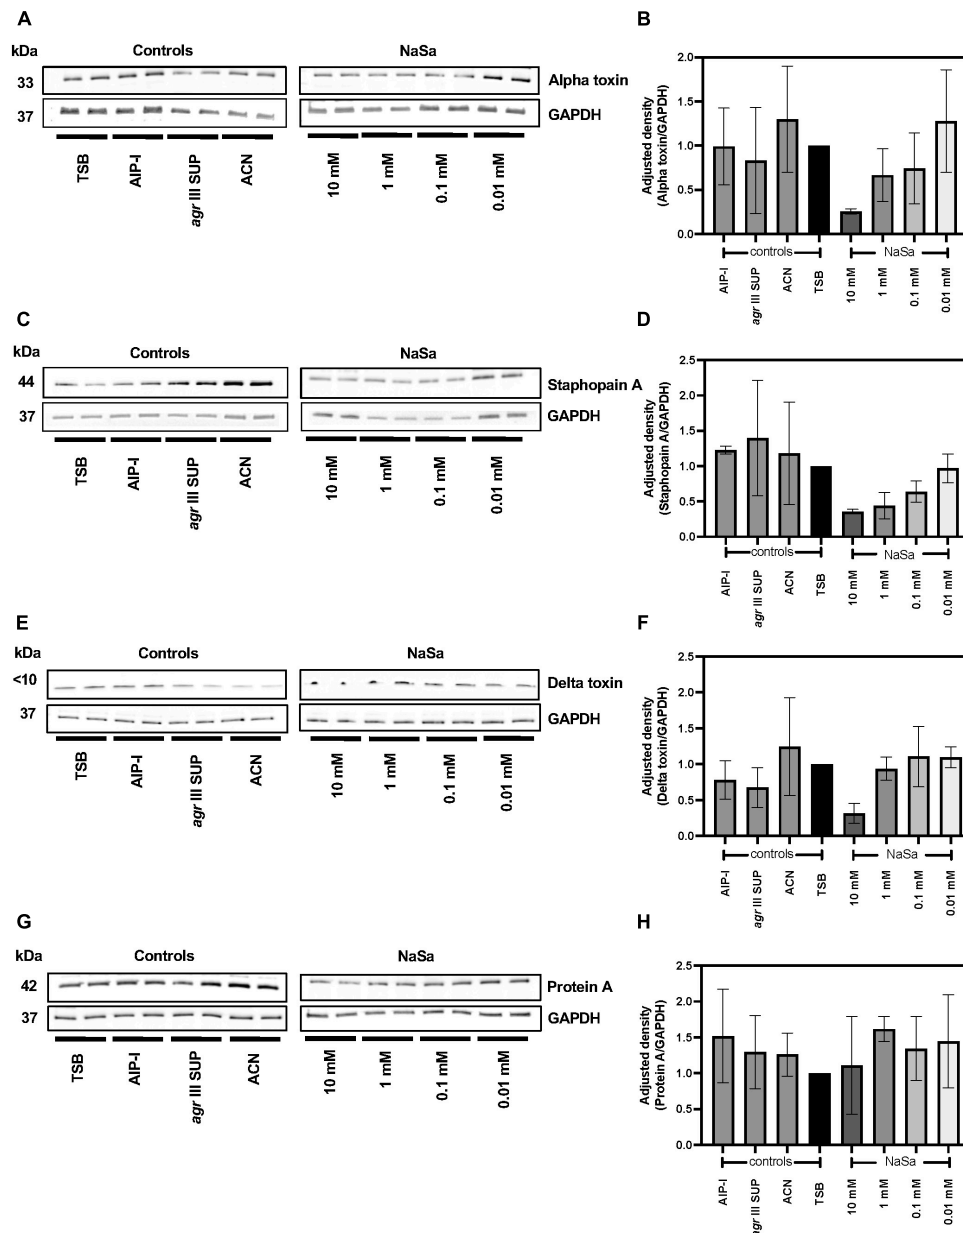 A
kDa
Controls
NaSa
33
Alpha toxin
37
GAPDH
TSB
AIP-I
agr III SUP
ACN
10 mM
1 mM
0.1 mM
0.01 mM
B
Adjusted density
(Alpha toxin/GAPDH)
2.0
1.5
1.0
0.5
0.0
controls
NaSa
AIP-I
agr III SUP
ACN
TSB
10 mM
1 mM
0.1 mM
0.01 mM
C
kDa
Controls
NaSa
44
Staphopain A
37
GAPDH
TSB
AIP-I
agr III SUP
ACN
10 mM
1 mM
0.1 mM
0.01 mM
D
Adjusted density
(Staphopain A/GAPDH)
2.5
2.0
1.5
1.0
0.5
0.0
controls
NaSa
AIP-I
agr III SUP
ACN
TSB
10 mM
1 mM
0.1 mM
0.01 mM
E
kDa
Controls
NaSa
<10
Delta toxin
37
GAPDH
TSB
AIP-I
agr III SUP
ACN
10 mM
1 mM
0.1 mM
0.01 mM
F
Adjusted density
(Delta toxin/GAPDH)
2.5
2.0
1.5
1.0
0.5
0.0
controls
NaSa
AIP-I
agr III SUP
ACN
TSB
10 mM
1 mM
0.1 mM
0.01 mM
G
kDa
Controls
NaSa
42
Protein A
37
GAPDH
TSB
AIP-I
agr III SUP
ACN
10 mM
1 mM
0.1 mM
0.01 mM
H
Adjusted density
(Protein A/GAPDH)
2.5
2.0
1.5
1.0
0.5
0.0
controls
NaSa
AIP-I
agr III SUP
ACN
TSB
10 mM
1 mM
0.1 mM
0.01 mM